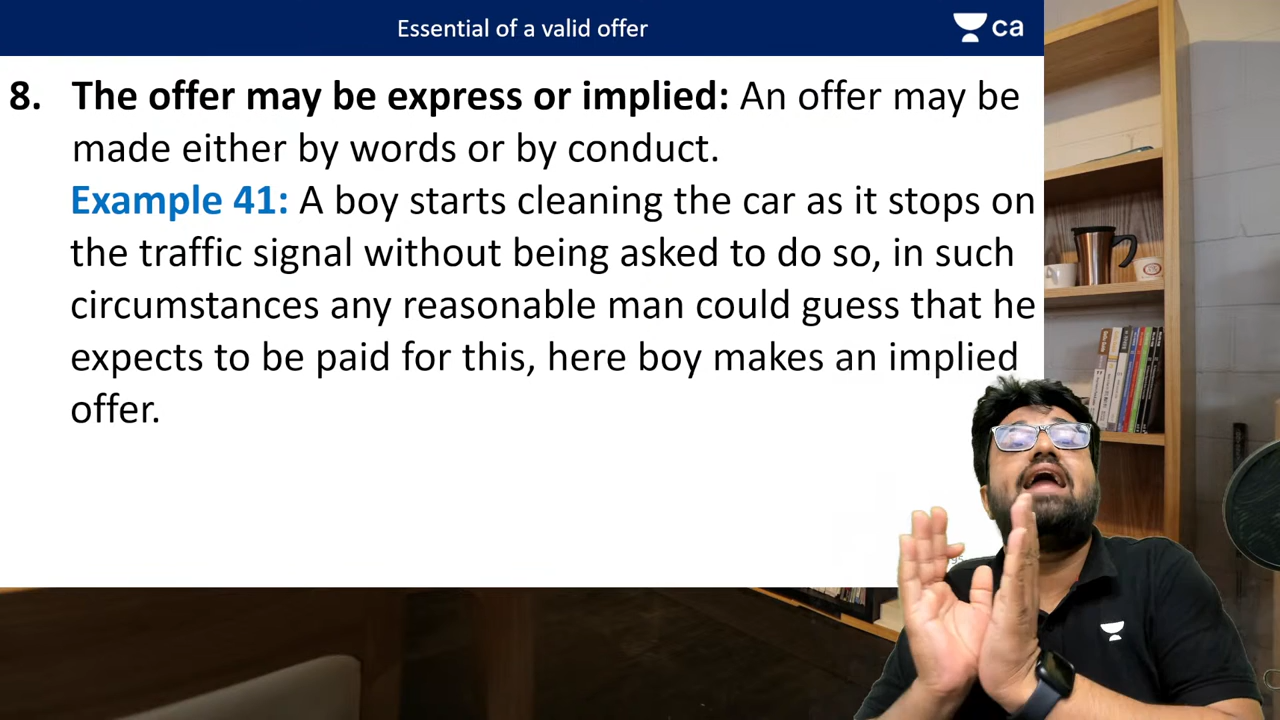 Essential of a valid offer
ca
8. The offer may be express or implied: An offer may be
made either by words or by conduct.
Example 41: A boy starts cleaning the car as it stops on
the traffic signal without being asked to do so, in such
circumstances any reasonable man could guess that he
expects to be paid for this, here boy makes an implied
offer.